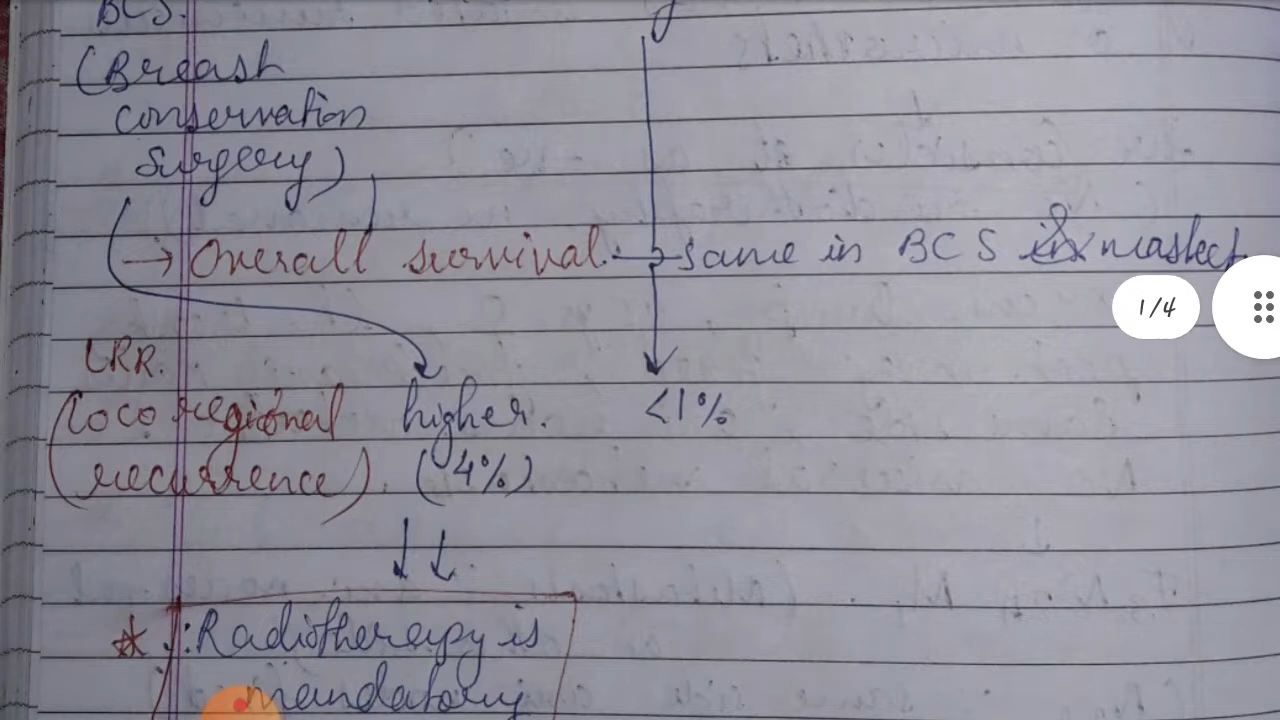 BCS.
(Breast
conservation
surgery)
→ Overall survival. → same in BCS & mastect.
LRR.
(Loco regional higher. <1%
recurrence). (4%)
* ∴ Radiotherapy is
mandatory
1/4